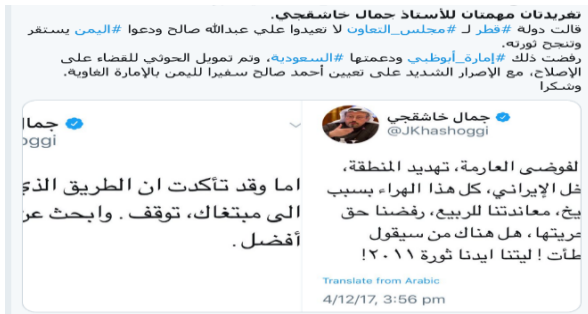 تغريدتان مهمتان للأستاذ جمال خاشقجي.
قالت دولة #قطر لـ #مجلس_التعاون لا تعيدوا علي عبدالله صالح ودعوا #اليمن يستقر
وتنجح ثورته.
رفضت ذلك #إمارة_أبوظبي ودعمتها #السعودية، وتم تمويل الحوثي للقضاء على
الإصلاح، مع الإصرار الشديد على تعيين أحمد صالح سفيرا لليمن بالإمارة الغاوية.
وشكرا
جمال خاشقجي
@JKhashoggi
لفوضى العارمة، تهديد المنطقة،
خل الإيراني، كل هذا الهراء بسبب
يخ، معاندتنا للربيع، رفضنا حق
حريتها، هل هناك من سيقول
طأت ! ليتنا ايدنا ثورة ٢٠١١!
Translate from Arabic
4/12/17, 3:56 pm
جما
oggi
اما وقد تأكدت ان الطريق الذي
الى مبتغاك، توقف . وابحث عن
أفضل.